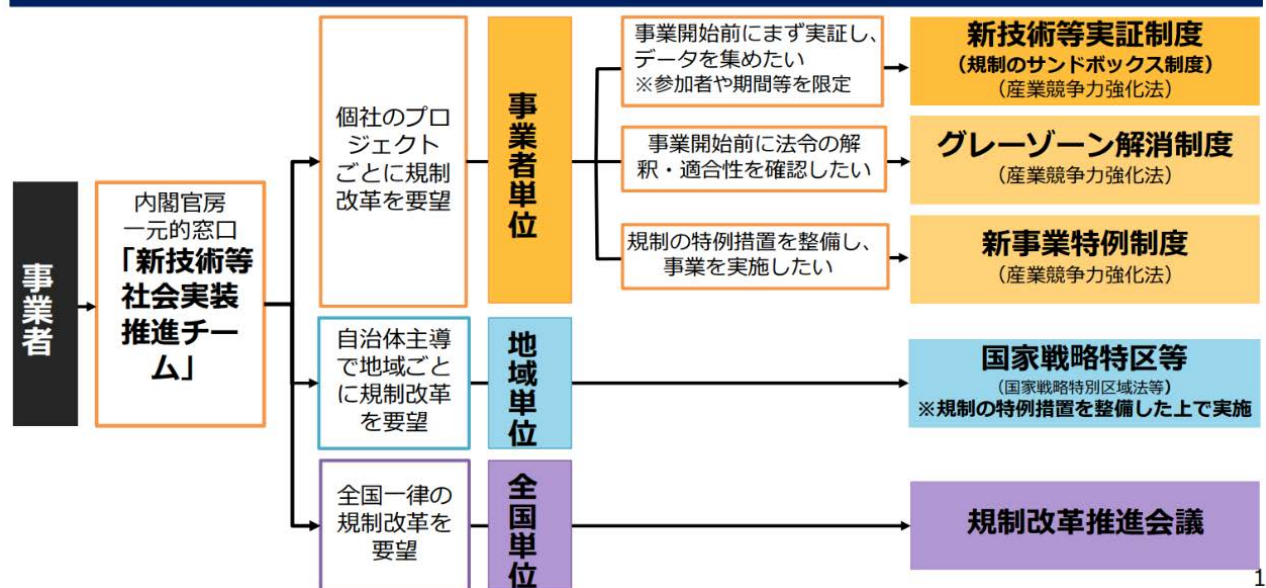 事業者
内閣官房
一元的窓口
「新技術等
社会実装
推進チー
ム」
個社のプロ
ジェクト
ごとに規制
改革を要望
事業者単位
事業開始前にまず実証し、
データを集めたい
※参加者や期間等を限定
新技術等実証制度
(規制のサンドボックス制度)
(産業競争力強化法)
事業開始前に法令の解
釈・適合性を確認したい
グレーゾーン解消制度
(産業競争力強化法)
規制の特例措置を整備し、
事業を実施したい
新事業特例制度
(産業競争力強化法)
自治体主導
で地域ごと
に規制改革
を要望
地域単位
国家戦略特区等
(国家戦略特別区域法等)
※規制の特例措置を整備した上で実施
全国一律の
規制改革を
要望
全国単位
規制改革推進会議
1